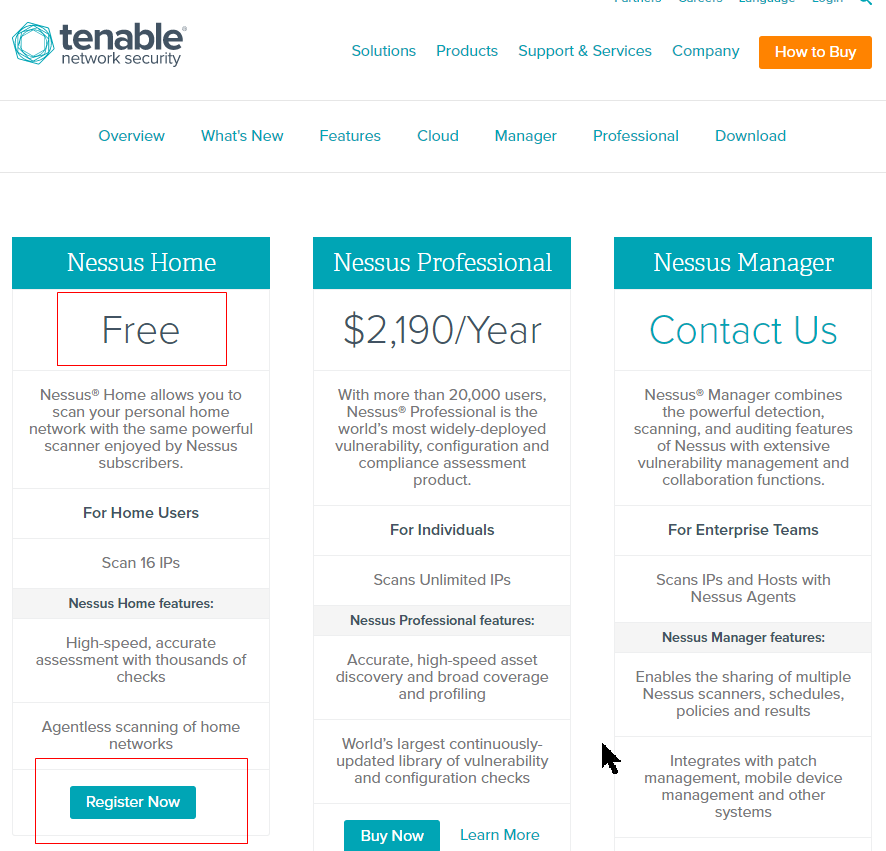 Partners Careers Language Login
tenable®
network security
Solutions Products Support & Services Company How to Buy
Overview What's New Features Cloud Manager Professional Download
Nessus Home
Free
Nessus® Home allows you to
scan your personal home
network with the same powerful
scanner enjoyed by Nessus
subscribers.
For Home Users
Scan 16 IPs
Nessus Home features:
High-speed, accurate
assessment with thousands of
checks
Agentless scanning of home
networks
Register Now
Nessus Professional
$2,190/Year
With more than 20,000 users,
Nessus® Professional is the
world's most widely-deployed
vulnerability, configuration and
compliance assessment
product.
For Individuals
Scans Unlimited IPs
Nessus Professional features:
Accurate, high-speed asset
discovery and broad coverage
and profiling
World's largest continuously-
updated library of vulnerability
and configuration checks
Buy Now Learn More
Nessus Manager
Contact Us
Nessus® Manager combines
the powerful detection,
scanning, and auditing features
of Nessus with extensive
vulnerability management and
collaboration functions.
For Enterprise Teams
Scans IPs and Hosts with
Nessus Agents
Nessus Manager features:
Enables the sharing of multiple
Nessus scanners, schedules,
policies and results
Integrates with patch
management, mobile device
management and other
systems